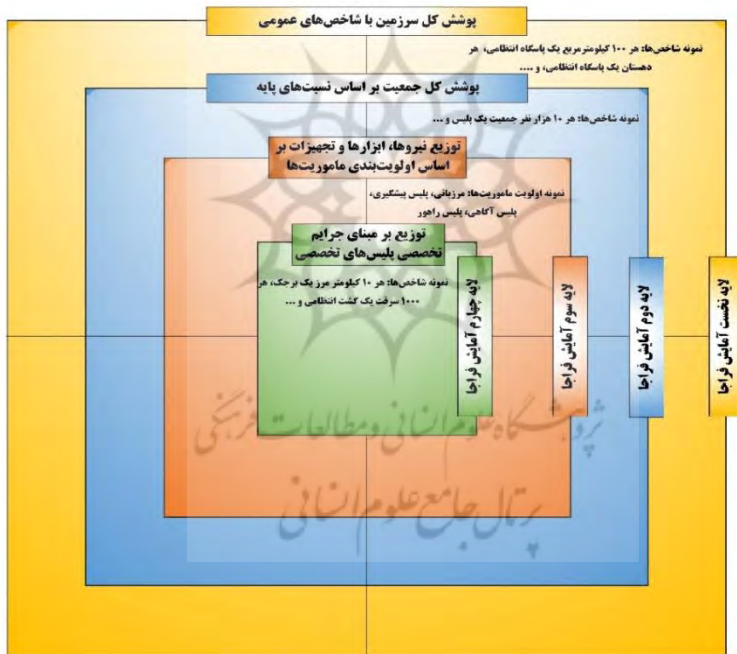 پوشش کل سرزمین با شاخص‌های عمومی
نمونه شاخص‌ها: هر ۱۰۰ کیلومترمربع یک پاسگاه انتظامی، هر
دهستان یک پاسگاه انتظامی، و ....
پوشش کل جمعیت بر اساس نسبت‌های پایه
نمونه شاخص‌ها: هر ۱۰ هزار نفر جمعیت یک پلیس و ...
توزیع نیروها، ابزارها و تجهیزات بر
اساس اولویت‌بندی ماموریت‌ها
نمونه اولویت ماموریت‌ها: مرزبانی، پلیس پیشگیری،
پلیس آگاهی، پلیس راهور
توزیع بر مبنای جرایم
تخصصی پلیس‌های تخصصی
نمونه شاخص‌ها: هر ۱۰ کیلومتر مرز یک برجک، هر
۱۰۰۰ سرقت یک گشت انتظامی و ...
لایه نخست آمایش فراجا
لایه دوم آمایش فراجا
لایه سوم آمایش فراجا
لایه چهارم آمایش فراجا
پژوهشگاه علوم انسانی و مطالعات فرهنگی
پرتال جامع علوم انسانی